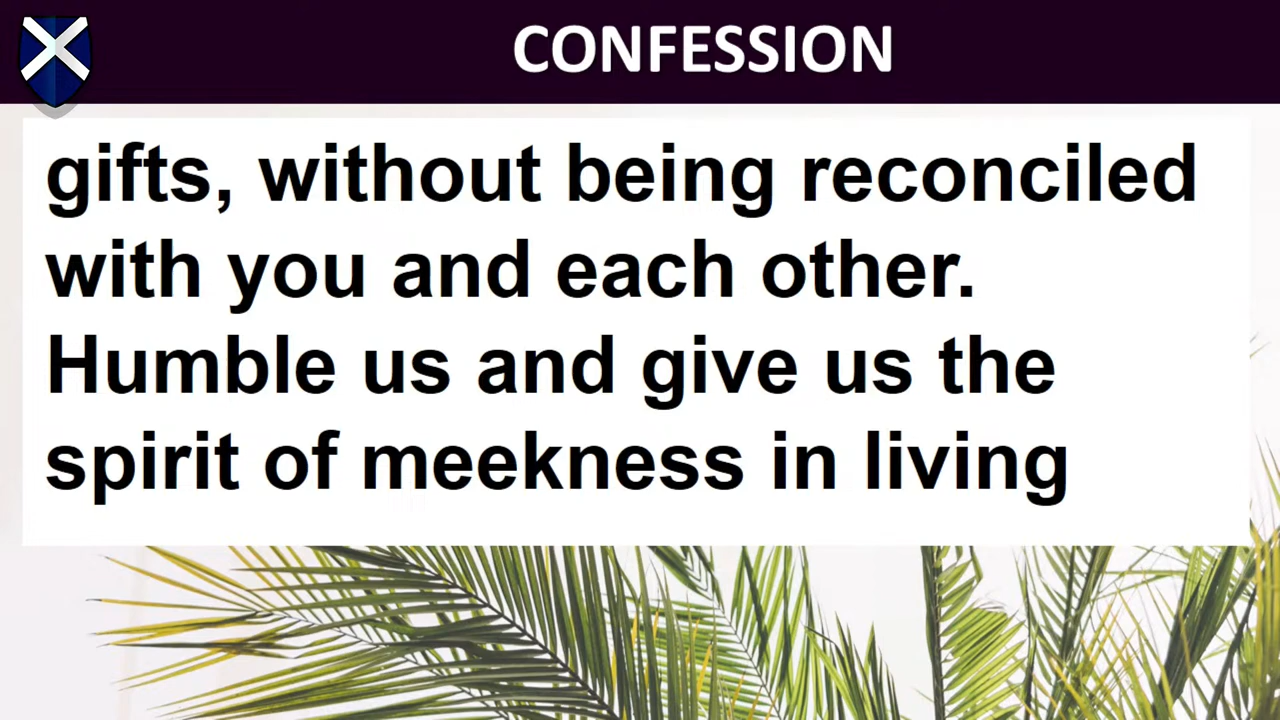 CONFESSION
gifts, without being reconciled
with you and each other.
Humble us and give us the
spirit of meekness in living